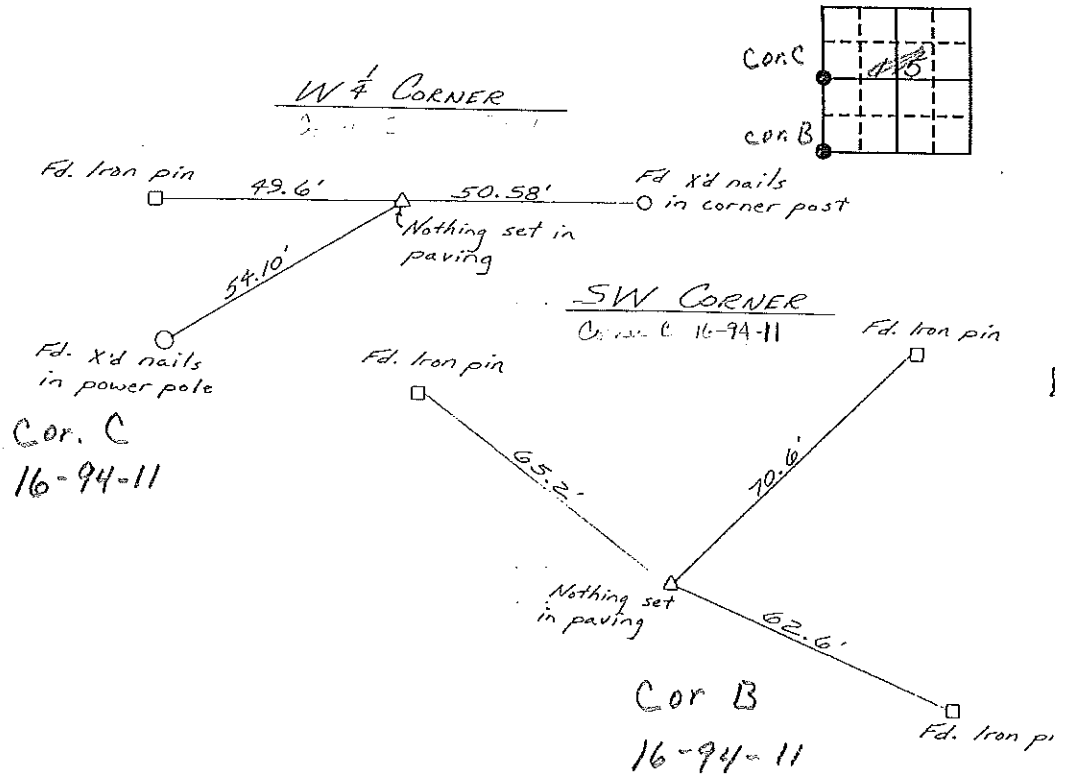 Cor. C
cor. B
W 1/4 CORNER
Fd. Iron pin
49.6'
50.58'
Fd X'd nails
in corner post
Nothing set in
paving
54.10'
Fd. X'd nails
in power pole
Cor. C
16-94-11
SW CORNER
16-94-11
Fd. Iron pin
Fd. Iron pin
65.2'
70.6'
Nothing set
in paving
62.6'
Fd. Iron
Cor B
16-94-11